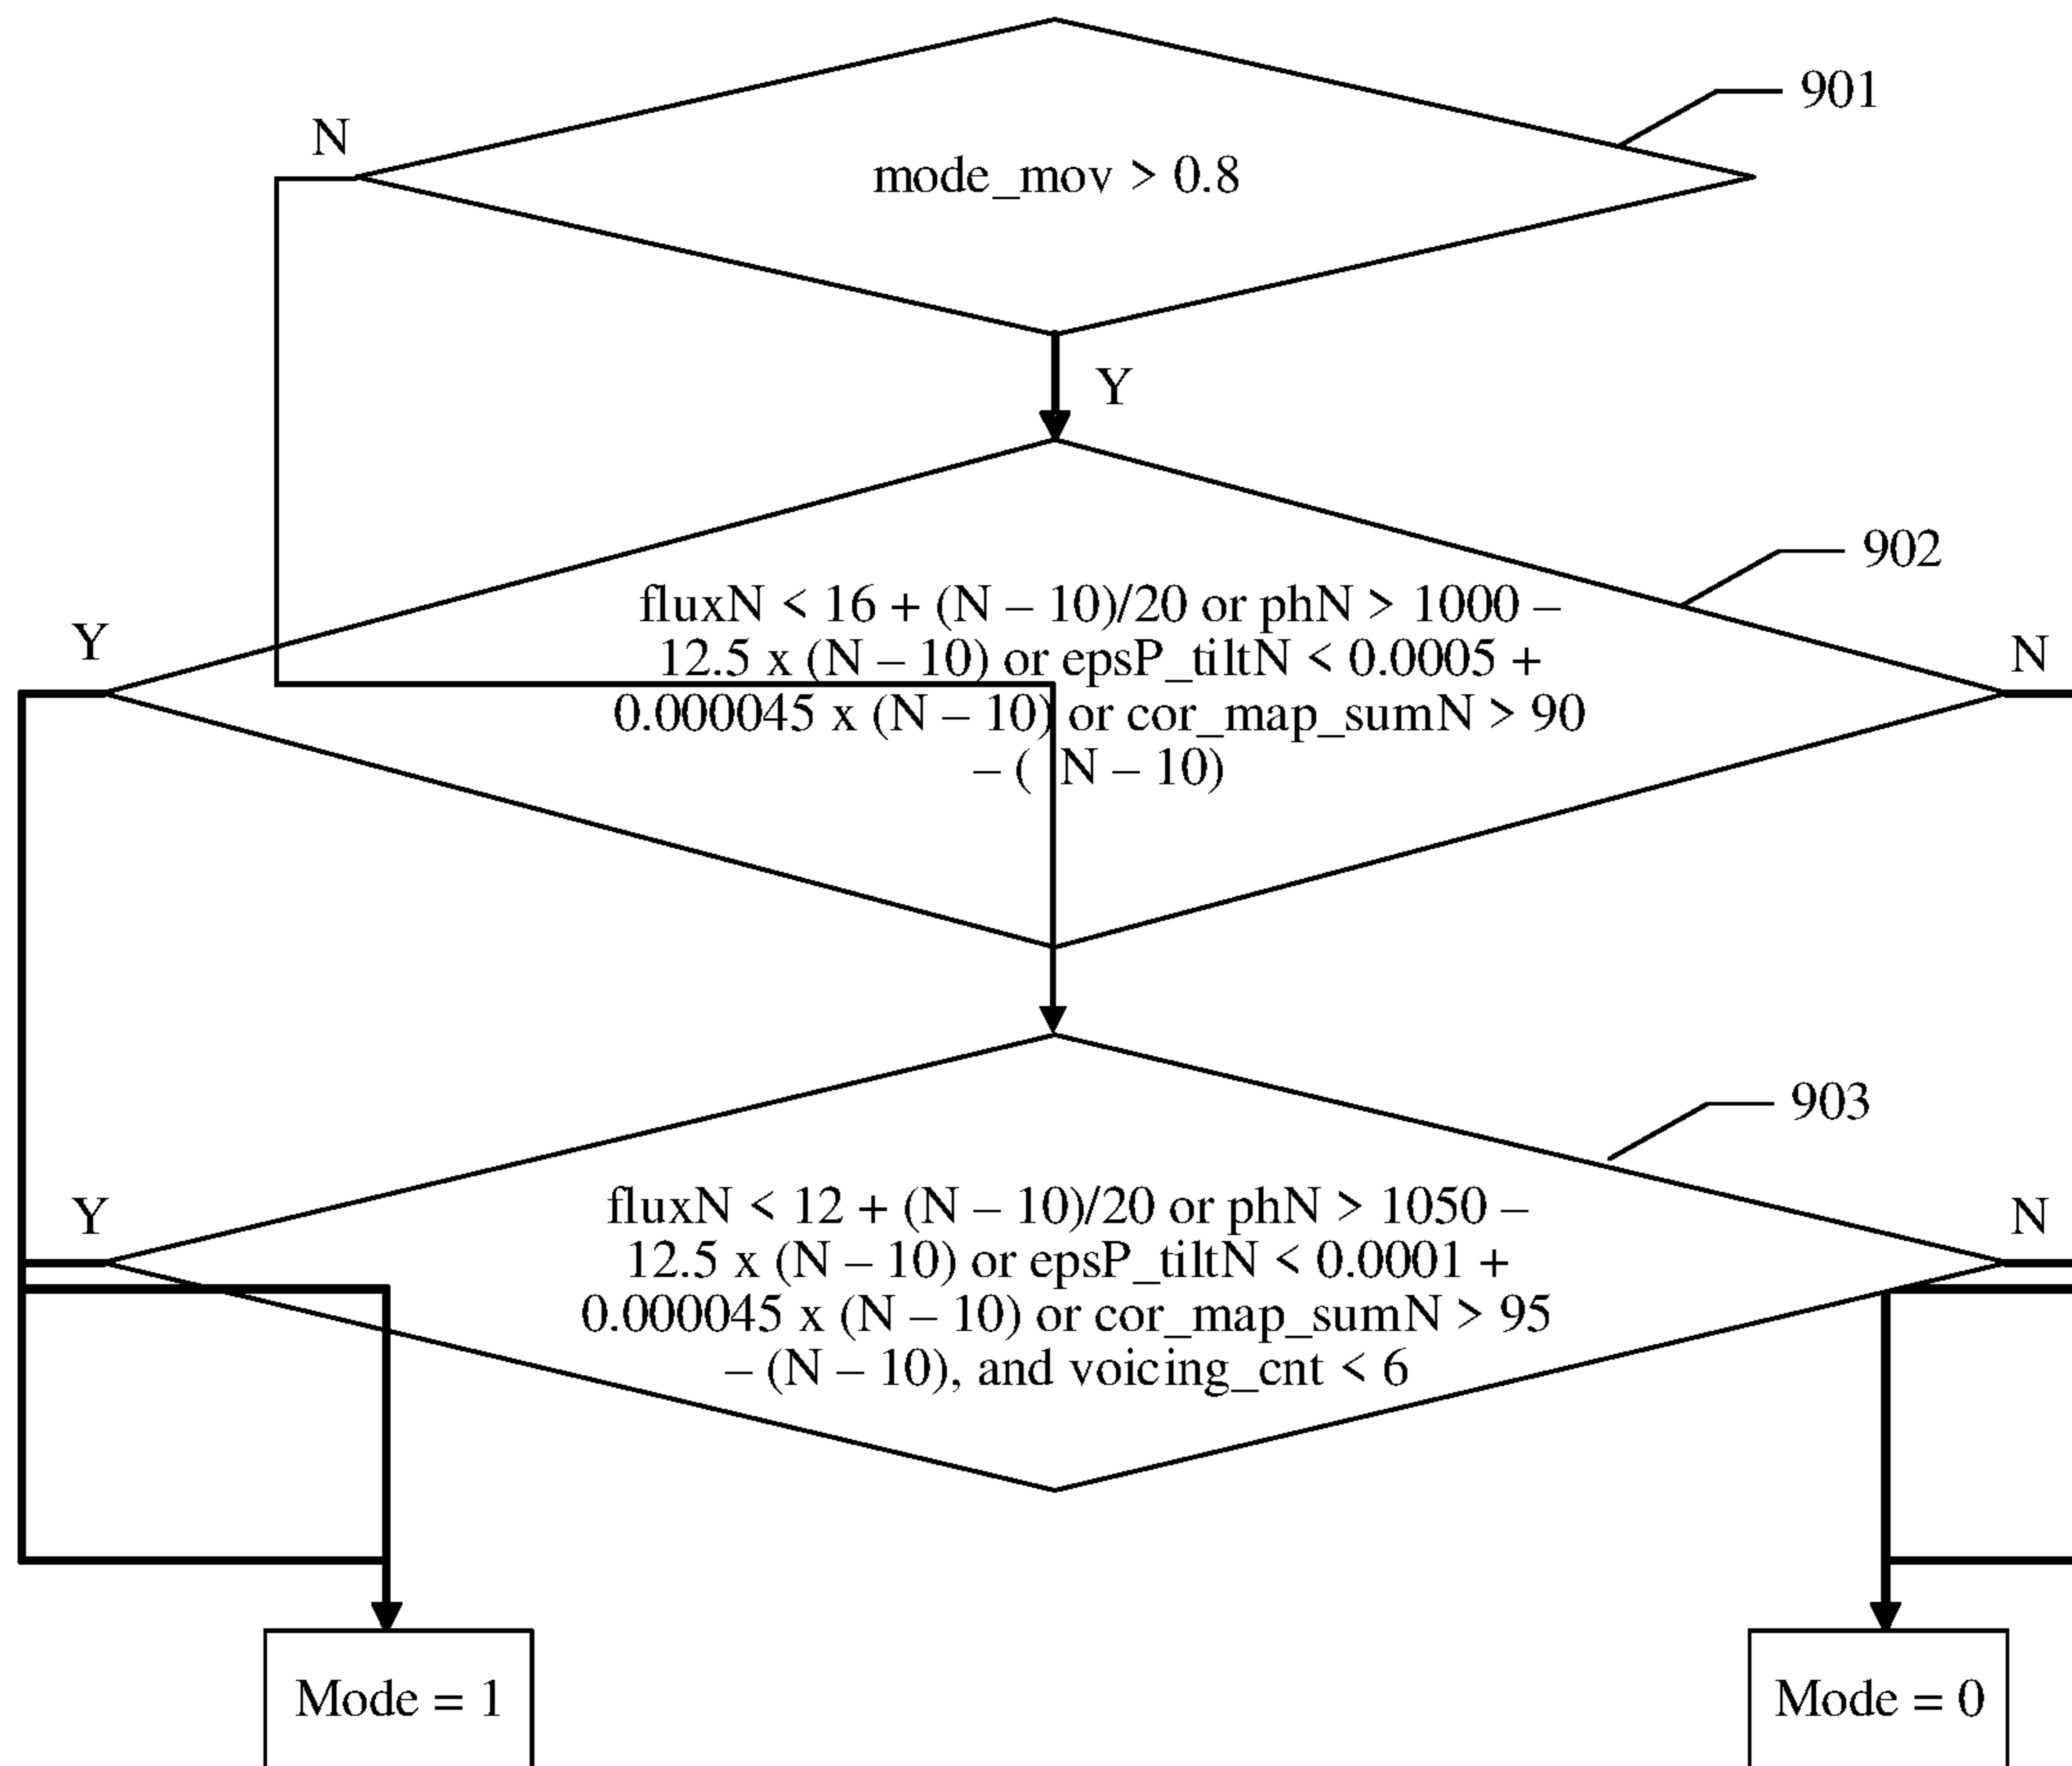 901
N
mode_mov > 0.8
Y
902
fluxN < 16 + (N – 10)/20 or phN > 1000 –
Y
12.5 x (N – 10) or epsP_tiltN < 0.0005 +
N
0.000045 x (N – 10) or cor_map_sumN > 90
– ( N – 10)
903
fluxN < 12 + (N – 10)/20 or phN > 1050 –
Y
N
12.5 x (N – 10) or epsP_tiltN < 0.0001 +
0.000045 x (N – 10) or cor_map_sumN > 95
– (N – 10), and voicing_cnt < 6
Mode = 1
Mode = 0